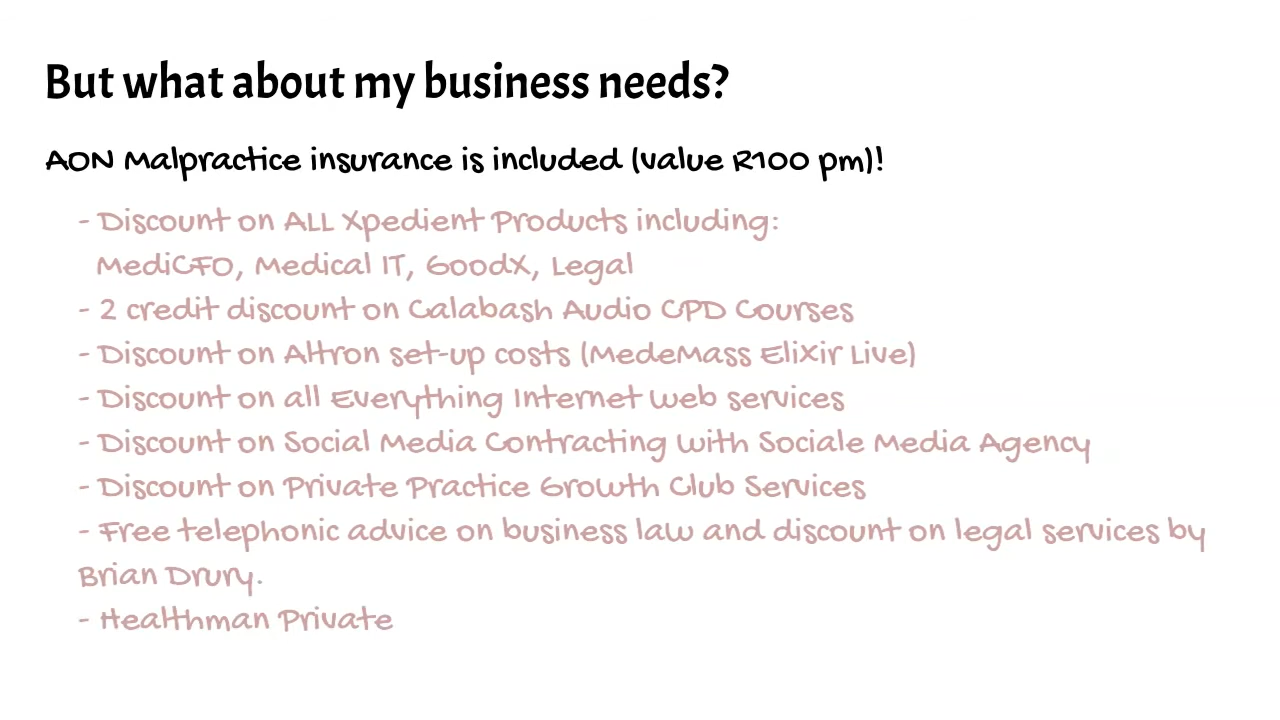 But what about my business needs?
AON Malpractice insurance is included (value R100 pm)!
- Discount on ALL Xpedient Products including:
MediCFO, Medical IT, GoodX, Legal
- 2 credit discount on Calabash Audio CPD Courses
- Discount on Altron set-up costs (MedeMass Elixir Live)
- Discount on all Everything Internet web services
- Discount on Social Media Contracting with Sociale Media Agency
- Discount on Private Practice Growth Club Services
- Free telephonic advice on business law and discount on legal services by
Brian Drury.
- Healthman Private